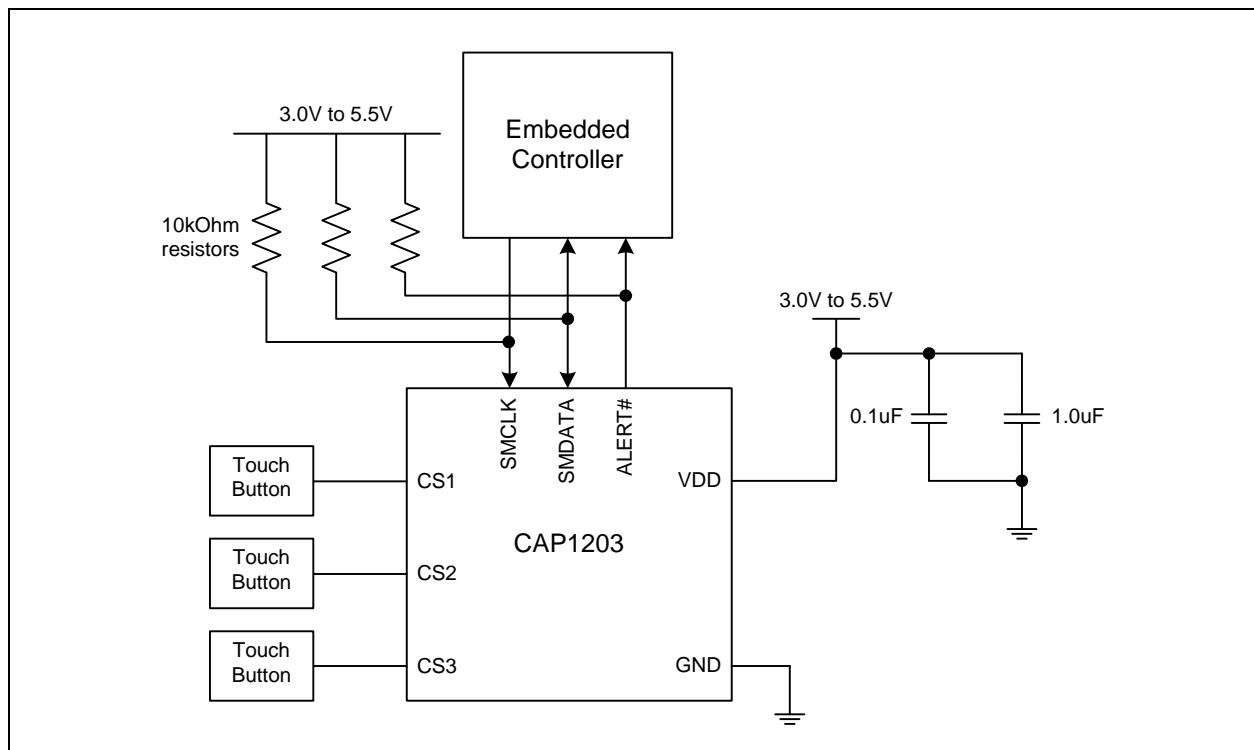 Embedded
Controller
3.0V to 5.5V
10kOhm
resistors
3.0V to 5.5V
0.1uF
1.0uF
SMCLK
SMDATA
ALERT#
Touch
Button
CS1
VDD
CAP1203
Touch
Button
CS2
Touch
Button
CS3
GND